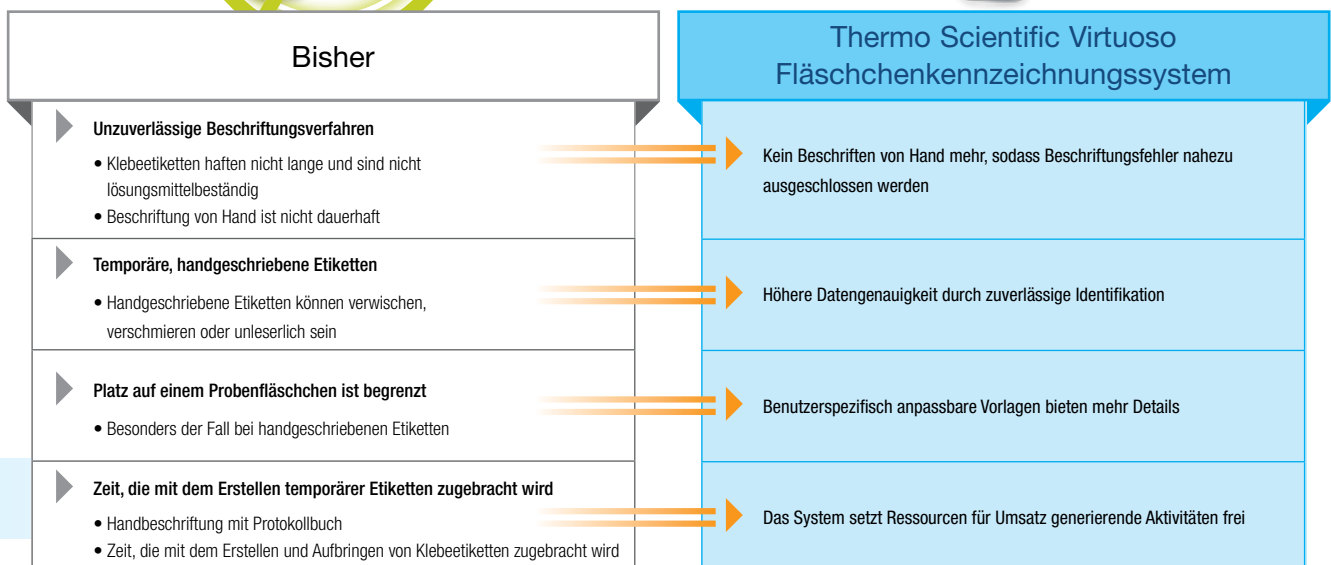 Bisher
Thermo Scientific Virtuoso
Fläschchenkennzeichnungssystem
Unzuverlässige Beschriftungsverfahren
• Klebeetiketten haften nicht lange und sind nicht
lösungsmittelbeständig
• Beschriftung von Hand ist nicht dauerhaft
Kein Beschriften von Hand mehr, sodass Beschriftungsfehler nahezu
ausgeschlossen werden
Temporäre, handgeschriebene Etiketten
• Handgeschriebene Etiketten können verwischen,
verschmieren oder unleserlich sein
Höhere Datengenauigkeit durch zuverlässige Identifikation
Platz auf einem Probenfläschchen ist begrenzt
• Besonders der Fall bei handgeschriebenen Etiketten
Benutzerspezifisch anpassbare Vorlagen bieten mehr Details
Zeit, die mit dem Erstellen temporärer Etiketten zugebracht wird
• Handbeschriftung mit Protokollbuch
• Zeit, die mit dem Erstellen und Aufbringen von Klebeetiketten zugebracht wird
Das System setzt Ressourcen für Umsatz generierende Aktivitäten frei